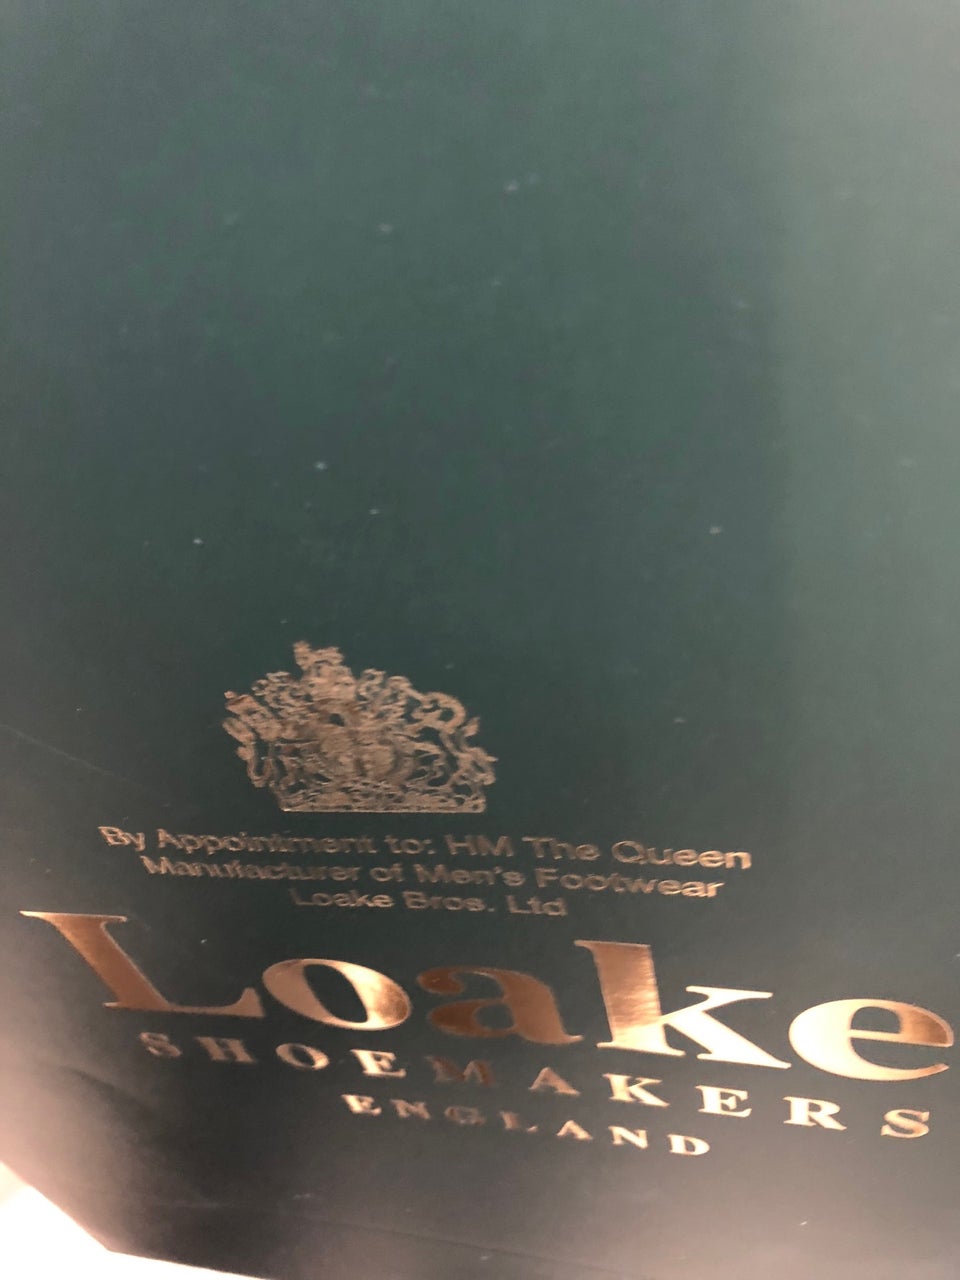 By Appointment to: HM The Queen
Manufacturer of Men's Footwear
Loake Bros. Ltd
Loake
SHOEMAKERS
ENGLAND